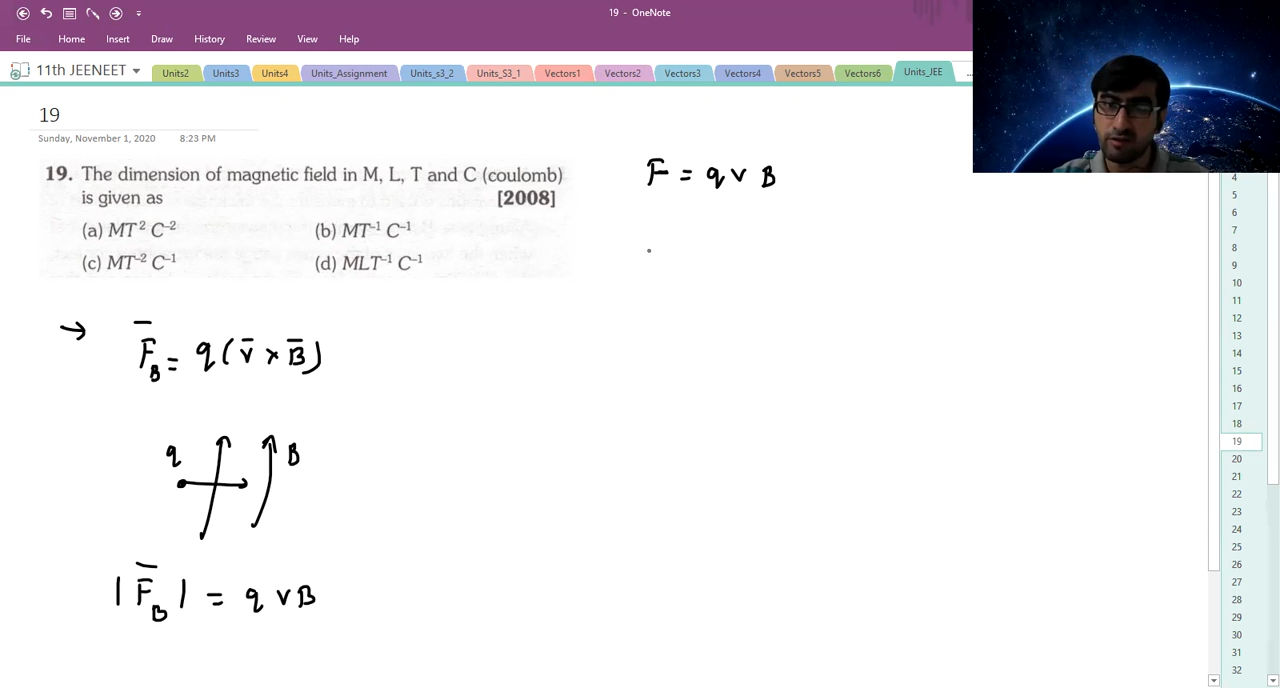 19 - OneNote
File Home Insert Draw History Review View Help
11th JEENEET Units2 Units3 Units4 Units_Assignment Units_s3_2 Units_S3_1 Vectors1 Vectors2 Vectors3 Vectors4 Vectors5 Vectors6 Units_JEE ...
19
Sunday, November 1, 2020 8:23 PM
19. The dimension of magnetic field in M, L, T and C (coulomb)
is given as [2008]
(a) MT² C⁻² (b) MT⁻¹ C⁻¹
(c) MT⁻² C⁻¹ (d) MLT⁻¹ C⁻¹
→ F̅_B = q(v̅ × B̅)
q B
|F̅_B| = q v B
F = q v B
4
5
6
7
8
9
10
11
12
13
14
15
16
17
18
19
20
21
22
23
24
25
26
27
28
29
30
31
32